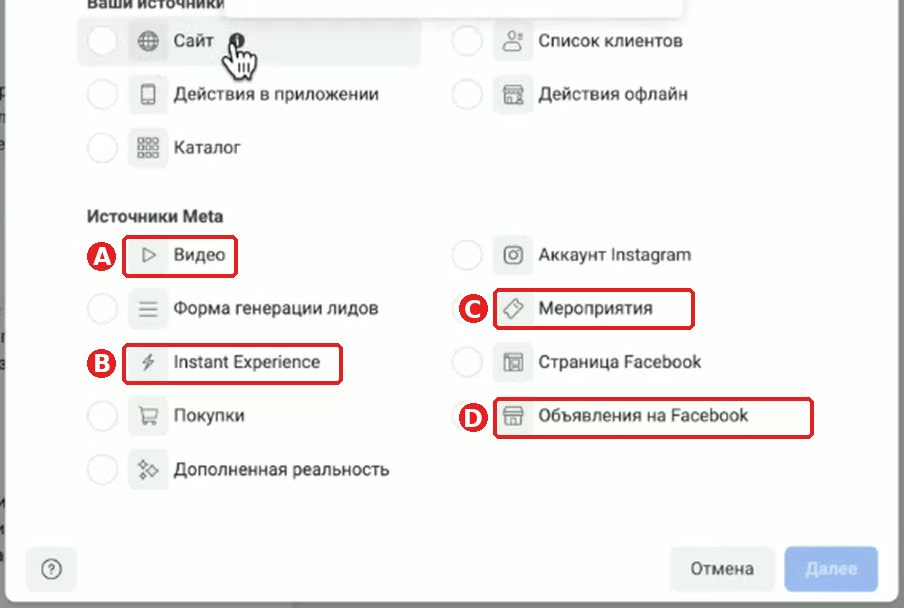 Ваши источники
Сайт
Список клиентов
Действия в приложении
Действия офлайн
Каталог
Источники Meta
A Видео
Аккаунт Instagram
Форма генерации лидов
C Мероприятия
B Instant Experience
Страница Facebook
Покупки
D Объявления на Facebook
Дополненная реальность
Отмена
Далее